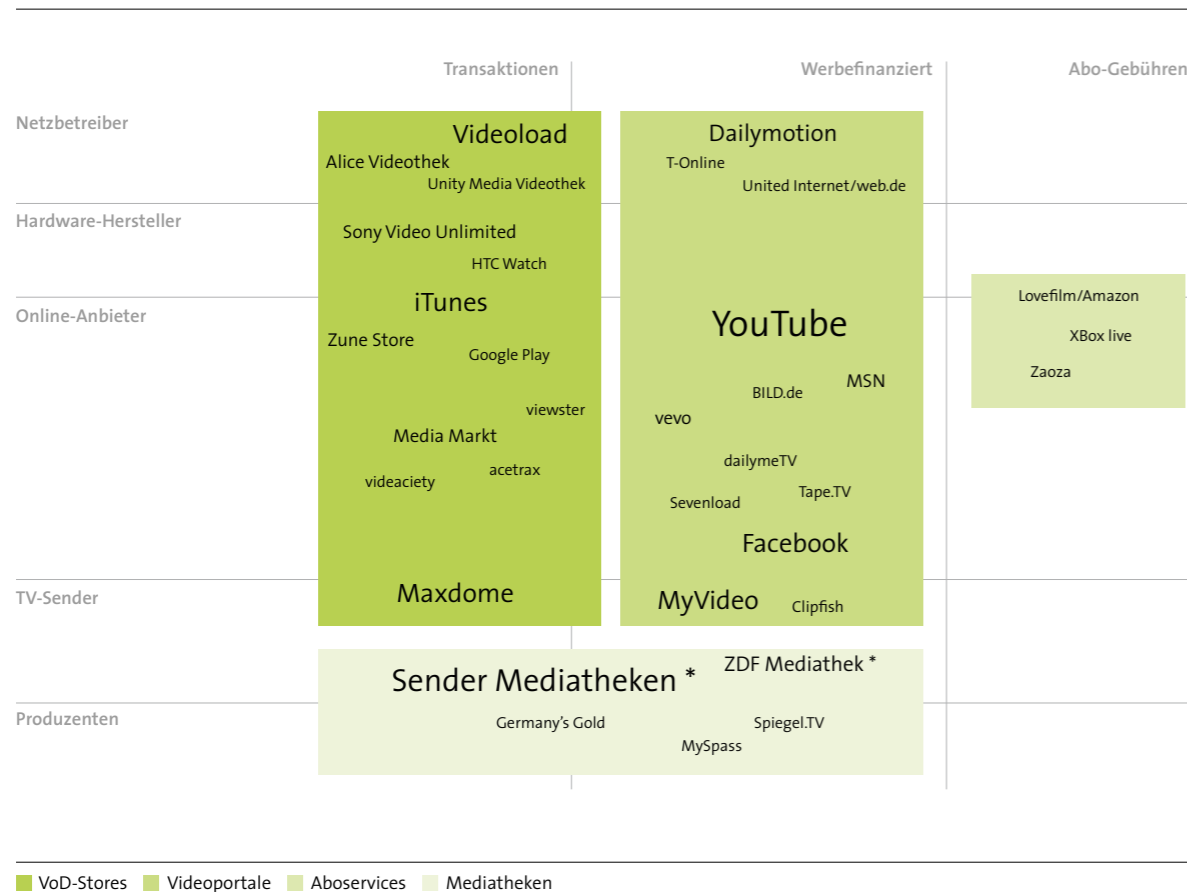 Transaktionen
Werbefinanziert
Abo-Gebühren
Netzbetreiber
Videoload
Dailymotion
Alice Videothek
T-Online
Unity Media Videothek
United Internet/web.de
Hardware-Hersteller
Sony Video Unlimited
HTC Watch
Online-Anbieter
iTunes
YouTube
Lovefilm/Amazon
Zune Store
Google Play
XBox live
Zaoza
BILD.de
MSN
viewster
vevo
Media Markt
dailymeTV
acetrax
videaciety
Tape.TV
Sevenload
Facebook
TV-Sender
Maxdome
MyVideo
Clipfish
Sender Mediatheken *
ZDF Mediathek *
Produzenten
Germany's Gold
Spiegel.TV
MySpass
VoD-Stores Videoportale Aboservices Mediatheken